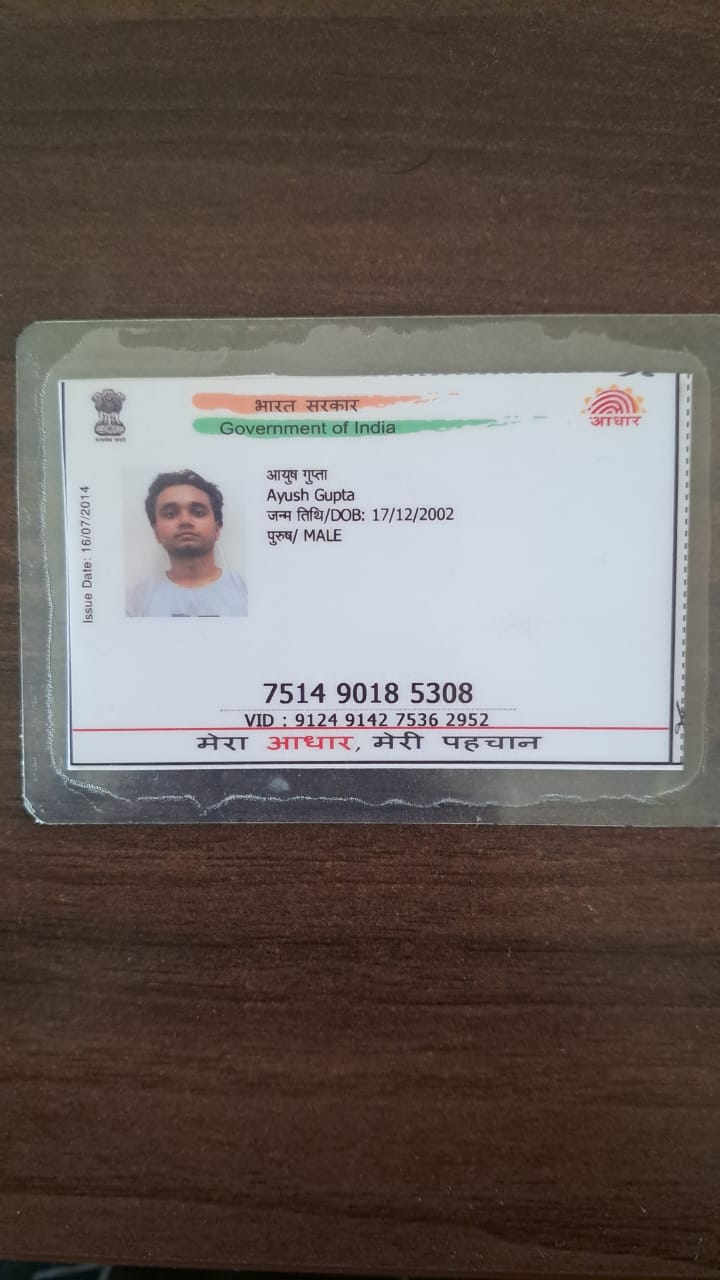 भारत सरकार
Government of India
आधार
Issue Date: 16/07/2014
आयुष गुप्ता
Ayush Gupta
जन्म तिथि/DOB: 17/12/2002
पुरुष/ MALE
7514 9018 5308
VID : 9124 9142 7536 2952
मेरा आधार, मेरी पहचान